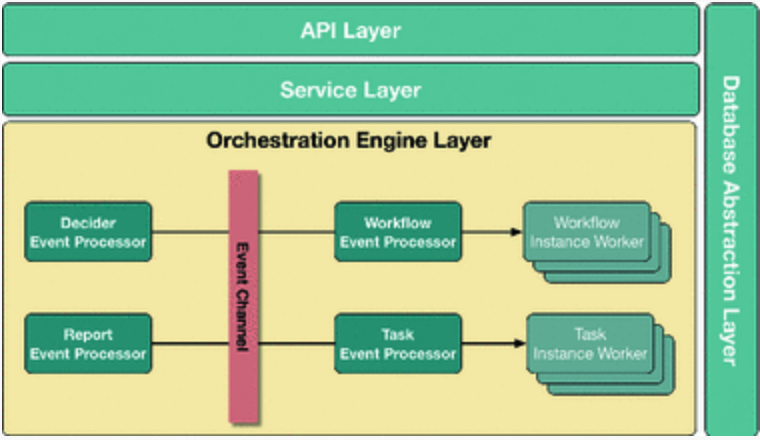 API Layer
Service Layer
Orchestration Engine Layer
Decider
Event Processor
Workflow
Event Processor
Workflow
Instance Worker
Event Channel
Report
Event Processor
Task
Event Processor
Task
Instance Worker
Database Abstraction Layer